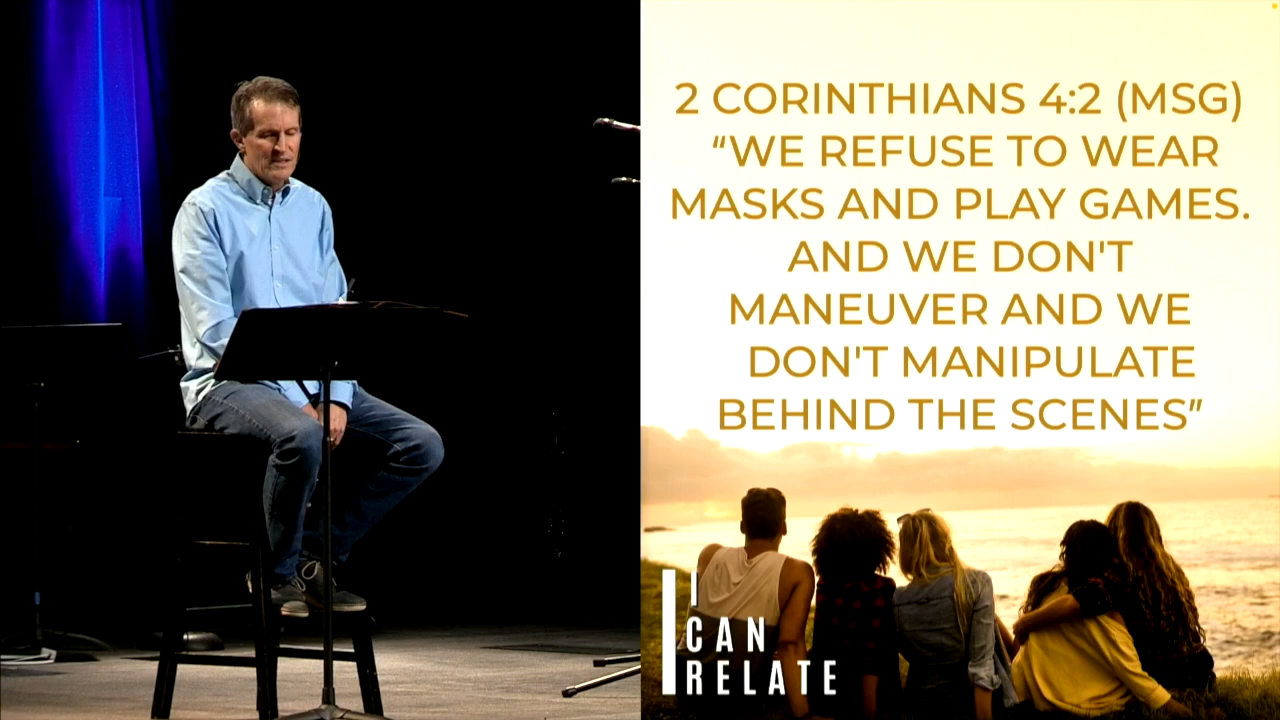 2 CORINTHIANS 4:2 (MSG)
“WE REFUSE TO WEAR
MASKS AND PLAY GAMES.
AND WE DON'T
MANEUVER AND WE
DON'T MANIPULATE
BEHIND THE SCENES”
I
CAN
RELATE